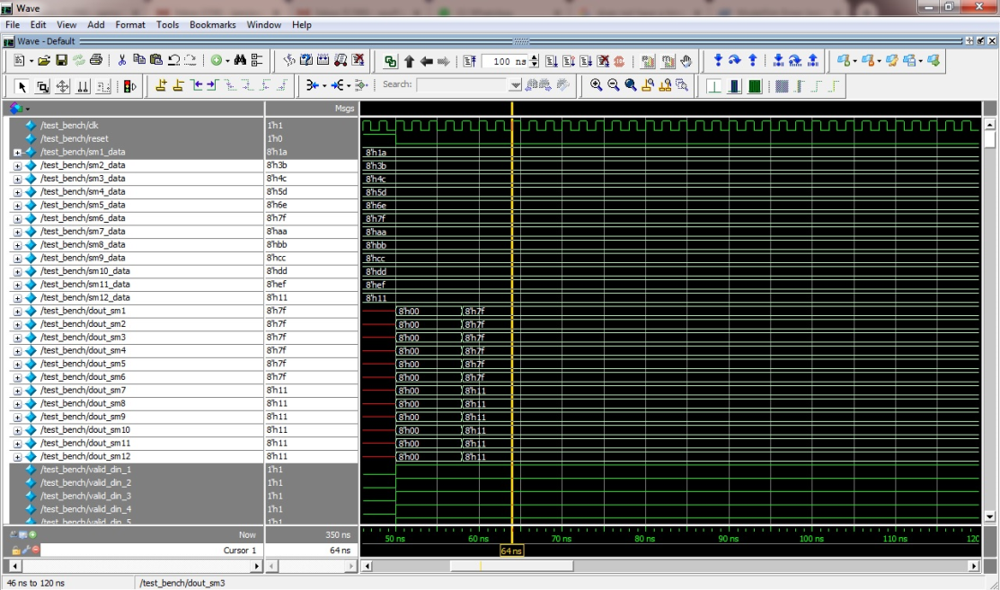 Wave
File Edit View Add Format Tools Bookmarks Window Help
Wave - Default
100 ns
Search:
Msgs
/test_bench/clk 1'h1
/test_bench/reset 1'h0
/test_bench/sm1_data 8'h1a 8'h1a
/test_bench/sm2_data 8'h3b 8'h3b
/test_bench/sm3_data 8'h4c 8'h4c
/test_bench/sm4_data 8'h5d 8'h5d
/test_bench/sm5_data 8'h6e 8'h6e
/test_bench/sm6_data 8'h7f 8'h7f
/test_bench/sm7_data 8'haa 8'haa
/test_bench/sm8_data 8'hbb 8'hbb
/test_bench/sm9_data 8'hcc 8'hcc
/test_bench/sm10_data 8'hdd 8'hdd
/test_bench/sm11_data 8'hef 8'hef
/test_bench/sm12_data 8'h11 8'h11
/test_bench/dout_sm1 8'h7f 8'h00 8'h7f
/test_bench/dout_sm2 8'h7f 8'h00 8'h7f
/test_bench/dout_sm3 8'h7f 8'h00 8'h7f
/test_bench/dout_sm4 8'h7f 8'h00 8'h7f
/test_bench/dout_sm5 8'h7f 8'h00 8'h7f
/test_bench/dout_sm6 8'h7f 8'h00 8'h7f
/test_bench/dout_sm7 8'h11 8'h00 8'h11
/test_bench/dout_sm8 8'h11 8'h00 8'h11
/test_bench/dout_sm9 8'h11 8'h00 8'h11
/test_bench/dout_sm10 8'h11 8'h00 8'h11
/test_bench/dout_sm11 8'h11 8'h00 8'h11
/test_bench/dout_sm12 8'h11 8'h00 8'h11
/test_bench/valid_din_1 1'h1
/test_bench/valid_din_2 1'h1
/test_bench/valid_din_3 1'h1
/test_bench/valid_din_4 1'h1
/test_bench/valid_din_5 1'h1
Now 350 ns 50 ns 60 ns 70 ns 80 ns 90 ns 100 ns 110 ns 120
Cursor 1 64 ns 64 ns
46 ns to 120 ns /test_bench/dout_sm3